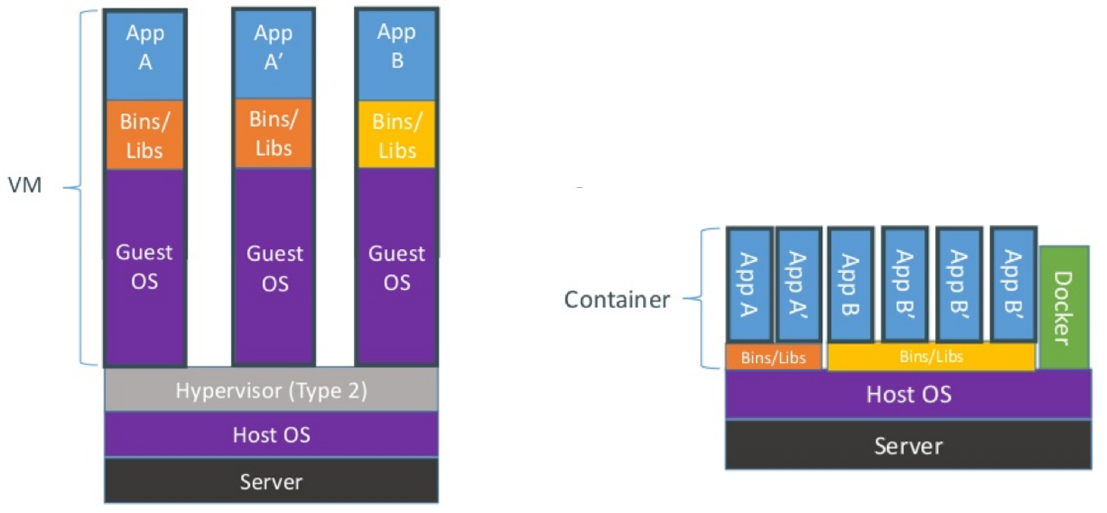 App
A
App
A’
App
B
Bins/
Libs
Bins/
Libs
Bins/
Libs
VM
Guest
OS
Guest
OS
Guest
OS
Hypervisor (Type 2)
Host OS
Server
Container
App A
App A’
App B
App B’
App B’
App B’
Docker
Bins/Libs
Bins/Libs
Host OS
Server